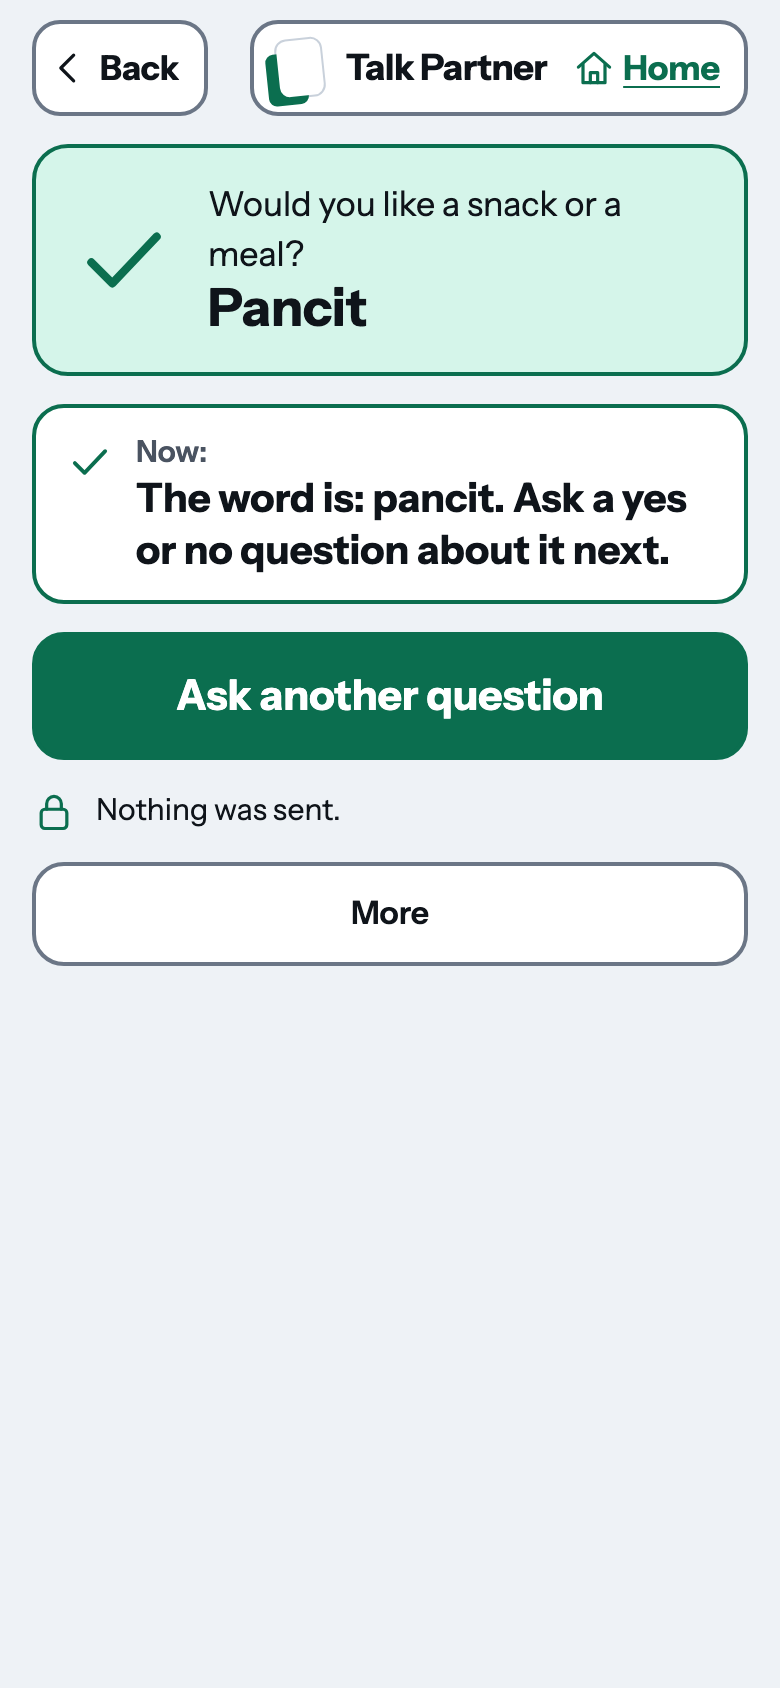 Back
Talk Partner
Home
Would you like a snack or a
meal?
Pancit
Now:
The word is: pancit. Ask a yes
or no question about it next.
Ask another question
Nothing was sent.
More